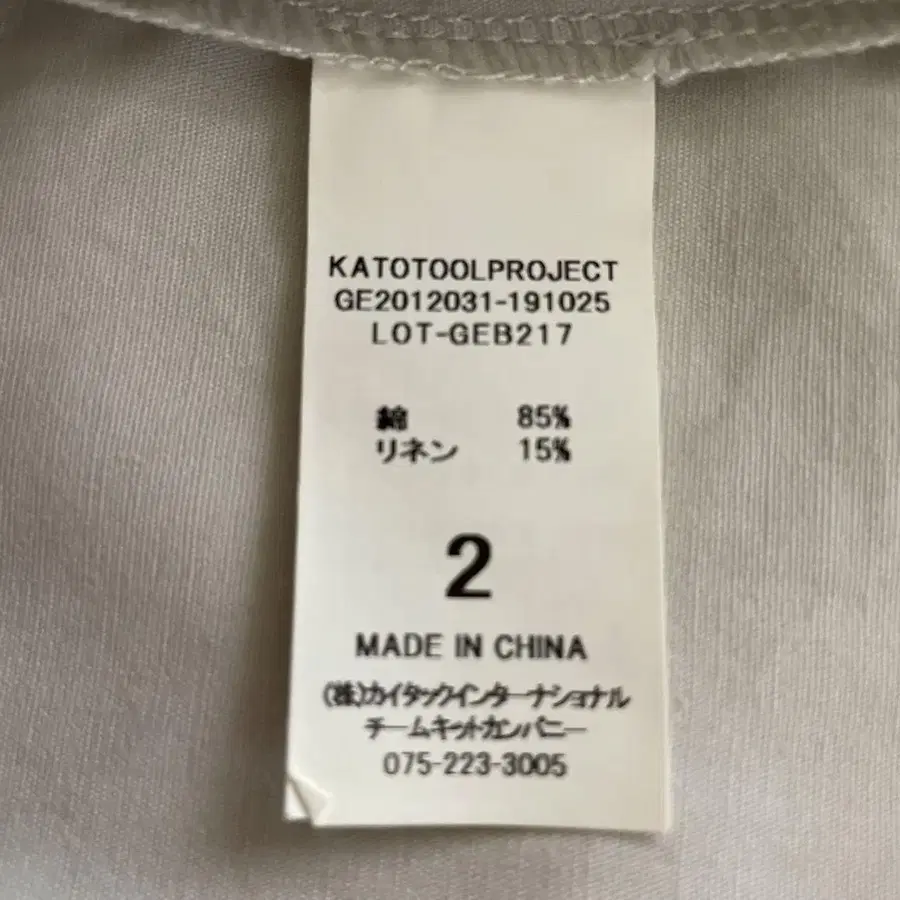 KATOTOOLPROJECT
GE2012031-191025
LOT-GEB217
綿 85%
リネン 15%
2
MADE IN CHINA
(株)カイタックインターナショナル
チームキットカンパニー
075-223-3005